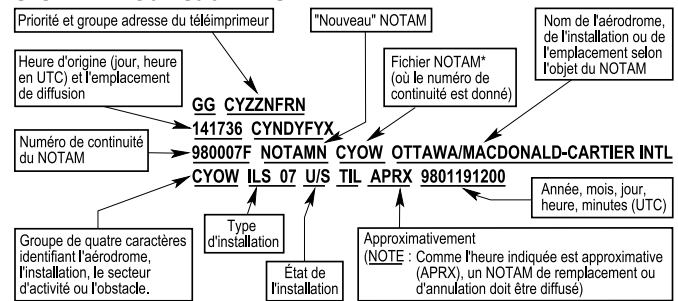 Priorité et groupe adresse du téléimprimeur
"Nouveau" NOTAM
Nom de l'aérodrome,
de l'installation ou de
l'emplacement selon
l'objet du NOTAM
Heure d'origine (jour, heure
en UTC) et l'emplacement
de diffusion
Fichier NOTAM*
(où le numéro de
continuité est donné)
Numéro de continuité
du NOTAM
GG CYZZNFRN
141736 CYNDYFYX
980007F NOTAMN CYOW OTTAWA/MACDONALD-CARTIER INTL
CYOW ILS 07 U/S TIL APRX 9801191200
Groupe de quatre caractères
identifiant l'aérodrome,
l'installation, le secteur
d'activité ou l'obstacle.
Type
d'installation
État de
l'installation
Approximativement
(NOTE : Comme l'heure indiquée est approximative
(APRX), un NOTAM de remplacement ou
d'annulation doit être diffusé)
Année, mois, jour,
heure, minutes (UTC)